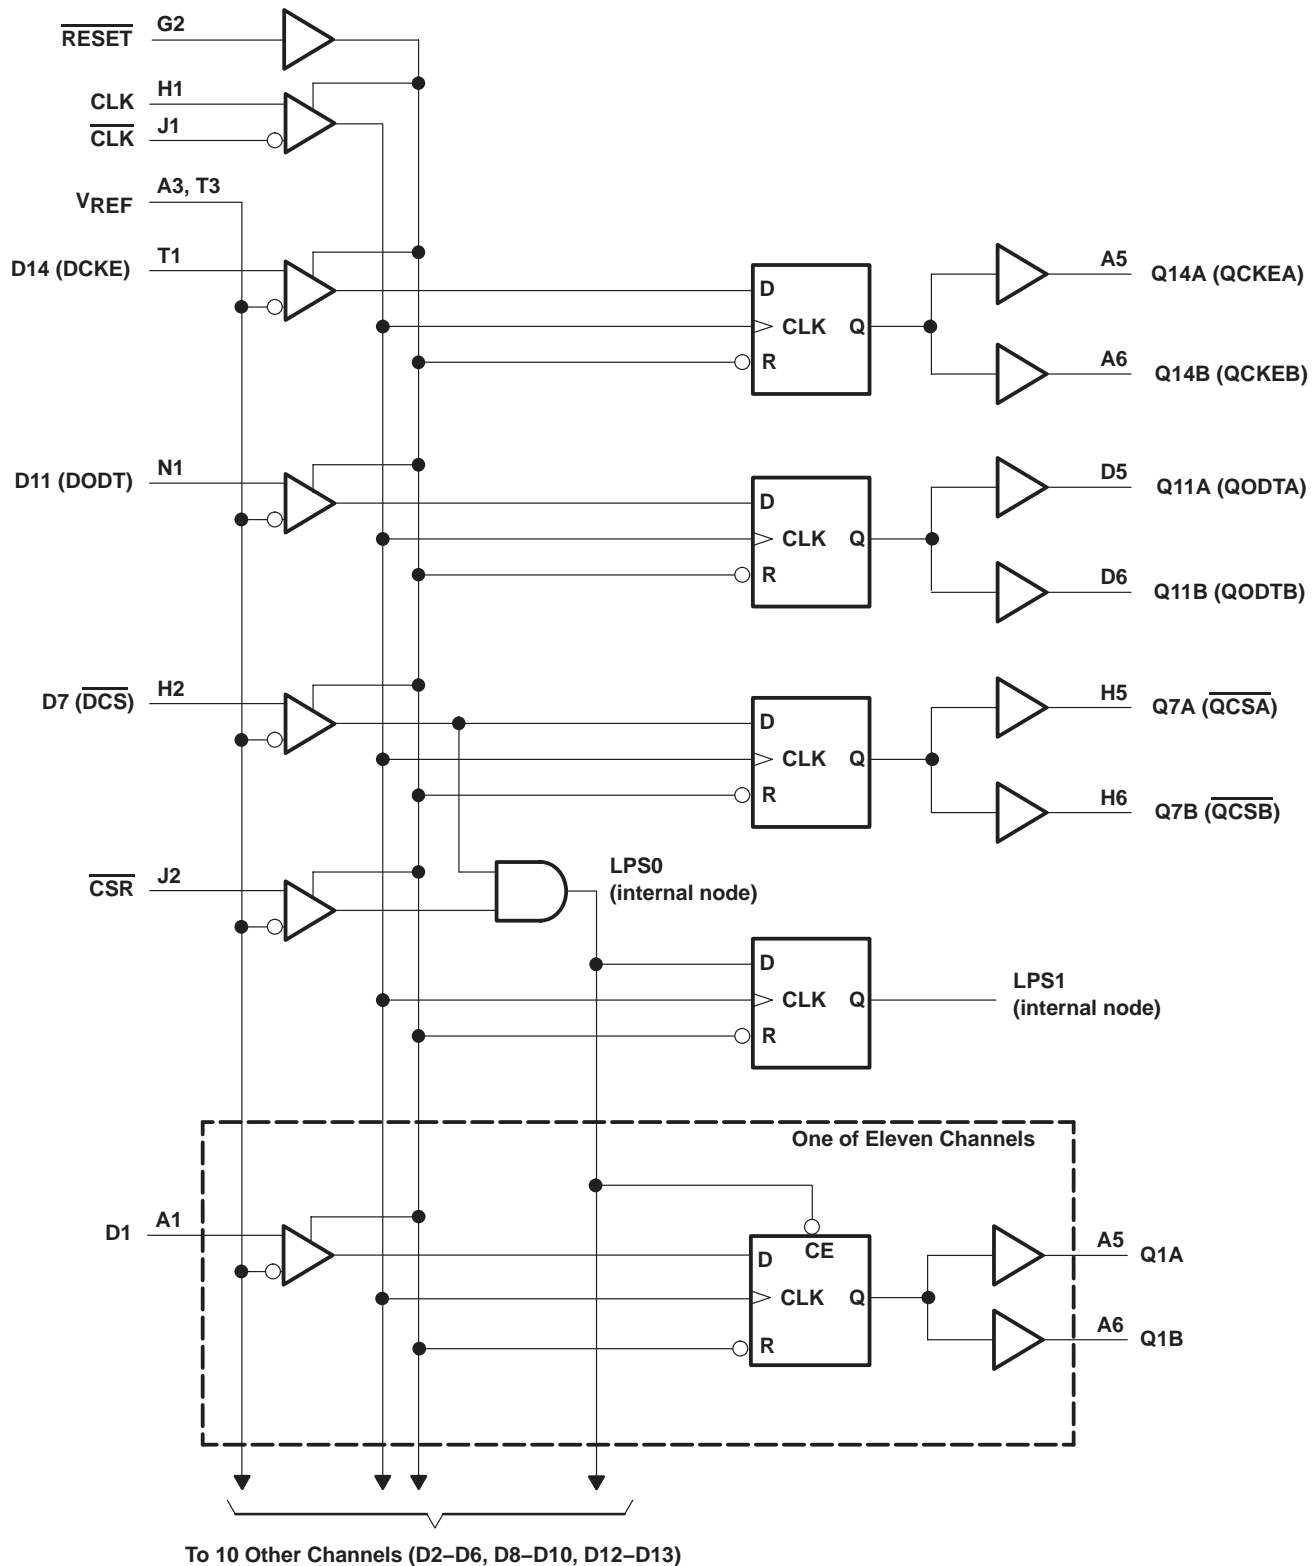 RESET G2
CLK H1
CLK J1
VREF A3, T3
D14 (DCKE) T1
D
CLK Q
R
A5 Q14A (QCKEA)
A6 Q14B (QCKEB)
D11 (DODT) N1
D
CLK Q
R
D5 Q11A (QODTA)
D6 Q11B (QODTB)
D7 (DCS) H2
D
CLK Q
R
H5 Q7A (QCSA)
H6 Q7B (QCSB)
CSR J2
LPS0
(internal node)
D
CLK Q
R
LPS1
(internal node)
One of Eleven Channels
D1 A1
CE
D
CLK Q
R
A5 Q1A
A6 Q1B
To 10 Other Channels (D2–D6, D8–D10, D12–D13)